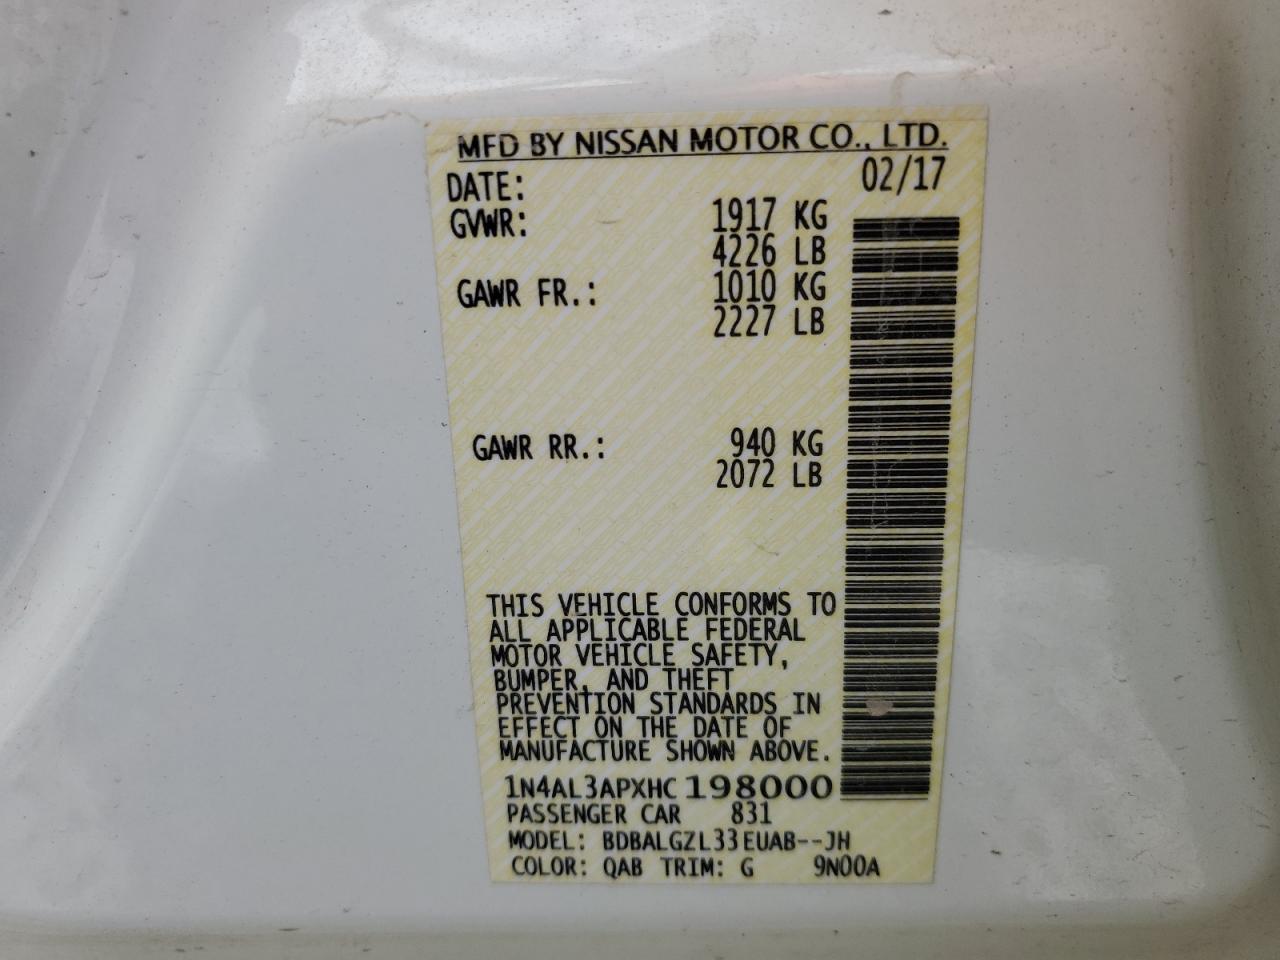 MFD BY NISSAN MOTOR CO., LTD.
DATE: 02/17
GVWR: 1917 KG
4226 LB
GAWR FR.: 1010 KG
2227 LB
GAWR RR.: 940 KG
2072 LB
THIS VEHICLE CONFORMS TO
ALL APPLICABLE FEDERAL
MOTOR VEHICLE SAFETY,
BUMPER, AND THEFT
PREVENTION STANDARDS IN
EFFECT ON THE DATE OF
MANUFACTURE SHOWN ABOVE.
1N4AL3APXHC198000
PASSENGER CAR 831
MODEL: BDBALGZL33EUAB--JH
COLOR: QAB TRIM: G 9N00A